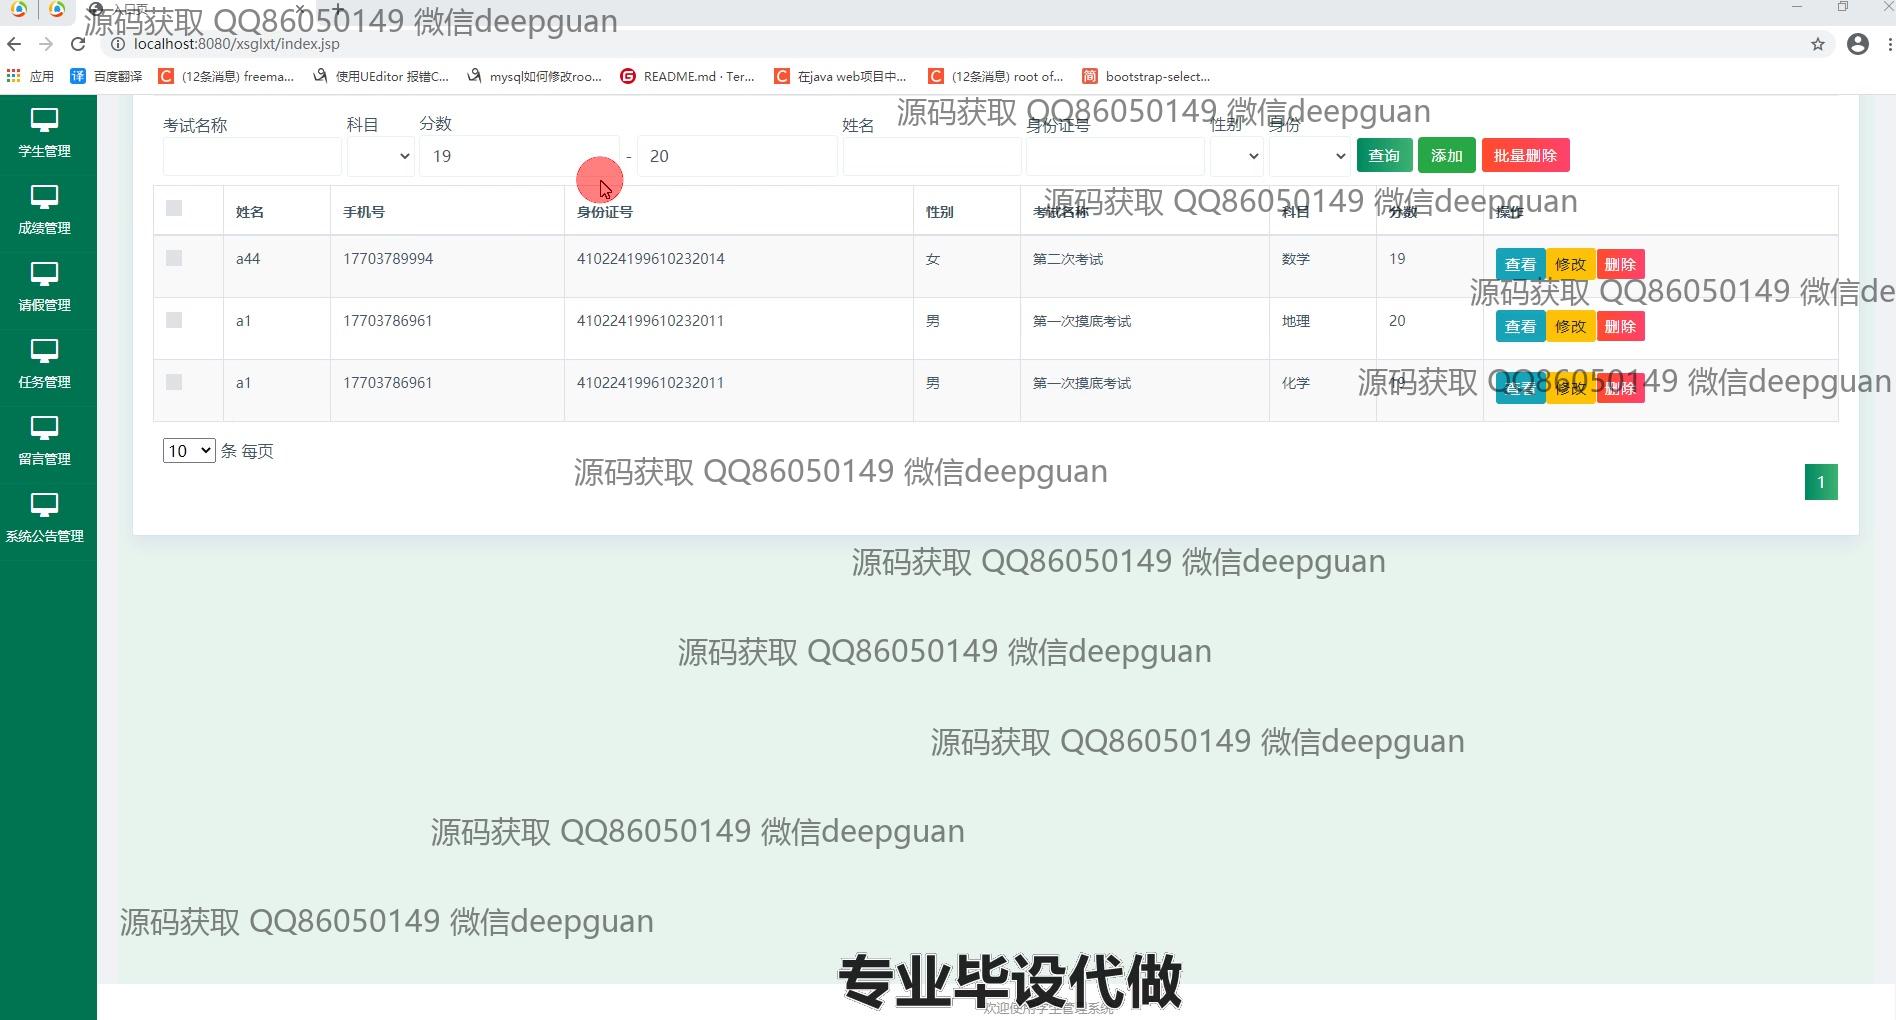 入口页
源码获取 QQ86050149 微信deepguan
localhost:8080/xsglxt/index.jsp
应用 百度翻译 (12条消息) freema... 使用UEditor 报错C... mysql如何修改roo... README.md · Ter... 在java web项目中... (12条消息) root of... bootstrap-select...
学生管理
成绩管理
请假管理
任务管理
留言管理
系统公告管理
源码获取 QQ86050149 微信deepguan
考试名称 科目 分数 姓名 身份证号 性别 身份
19 - 20 查询 添加 批量删除
源码获取 QQ86050149 微信deepguan
姓名 手机号 身份证号 性别 考试名称 科目 分数 操作
a44 17703789994 410224199610232014 女 第二次考试 数学 19 查看 修改 删除
源码获取 QQ86050149 微信de
a1 17703786961 410224199610232011 男 第一次摸底考试 地理 20 查看 修改 删除
a1 17703786961 410224199610232011 男 第一次摸底考试 化学 19 查看 修改 删除
源码获取 QQ86050149 微信deepguan
10 条 每页
源码获取 QQ86050149 微信deepguan
1
源码获取 QQ86050149 微信deepguan
源码获取 QQ86050149 微信deepguan
源码获取 QQ86050149 微信deepguan
源码获取 QQ86050149 微信deepguan
源码获取 QQ86050149 微信deepguan
专业毕设代做
欢迎使用学生管理系统